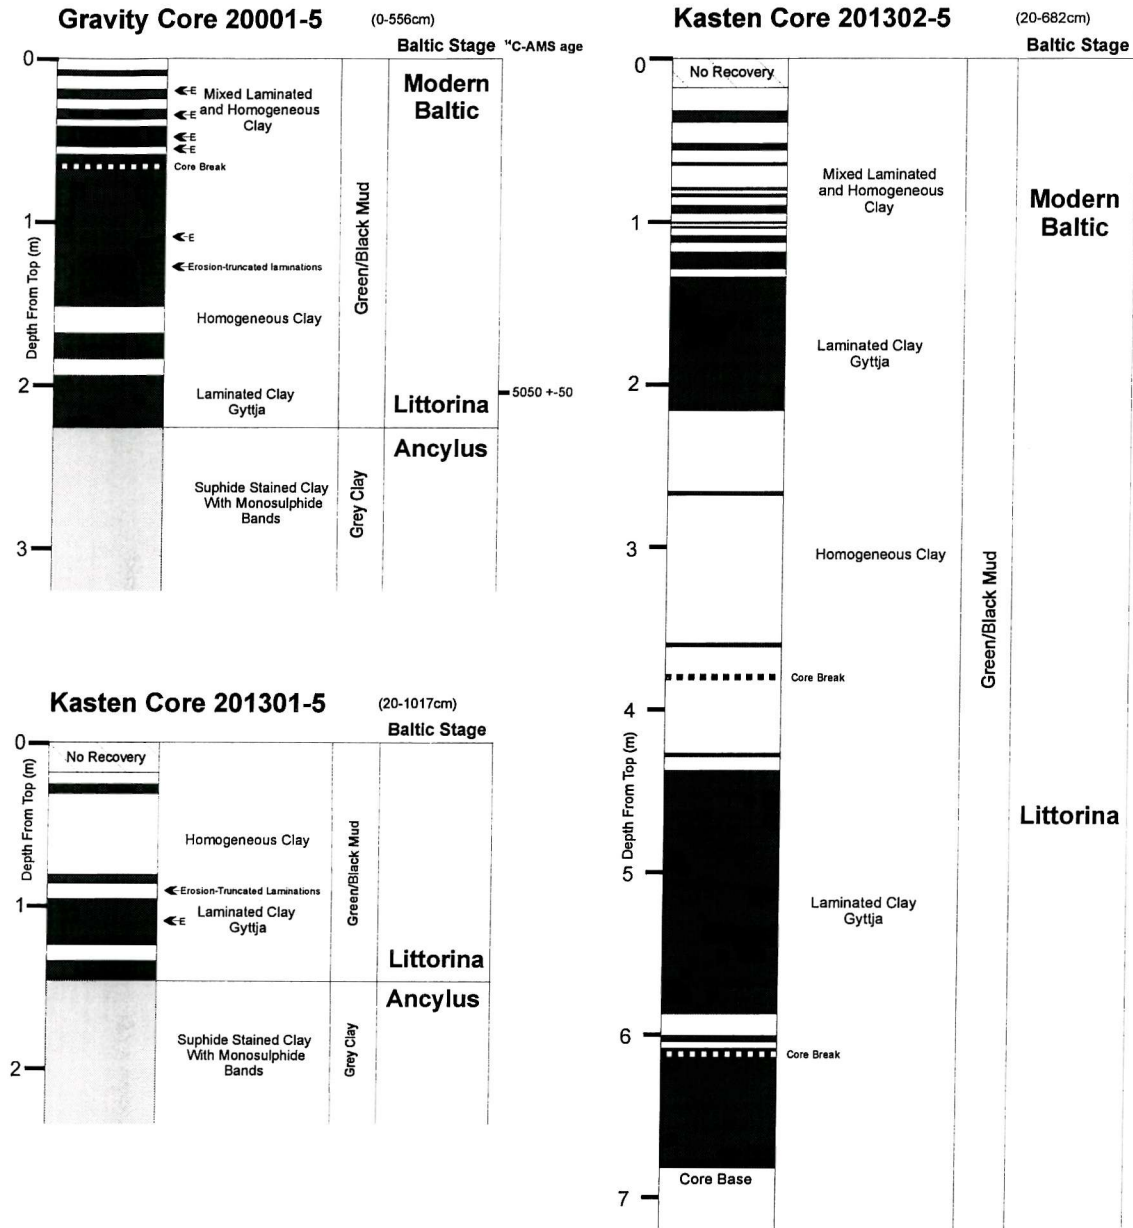 Gravity Core 20001-5 (0-556cm)
Baltic Stage ¹⁴C-AMS age
0
Modern
Baltic
E
Mixed Laminated
and Homogeneous
Clay
E
E
E
Core Break
1
E
Erosion-truncated laminations
Homogeneous Clay
2
Laminated Clay
Gyttja
Littorina
5050 +-50
Ancylus
Suphide Stained Clay
With Monosulphide
Bands
3
Depth From Top (m)
Green/Black Mud
Grey Clay
Kasten Core 201301-5 (20-1017cm)
Baltic Stage
0
No Recovery
Homogeneous Clay
Erosion-Truncated Laminations
1
Laminated Clay
Gyttja
E
Littorina
Ancylus
Suphide Stained Clay
With Monosulphide
Bands
2
Depth From Top (m)
Green/Black Mud
Grey Clay
Kasten Core 201302-5 (20-682cm)
Baltic Stage
0
No Recovery
Mixed Laminated
and Homogeneous
Clay
Modern
Baltic
1
Laminated Clay
Gyttja
2
Homogeneous Clay
3
Core Break
4
Littorina
5
Laminated Clay
Gyttja
6
Core Break
Core Base
7
Depth From Top (m)
Green/Black Mud